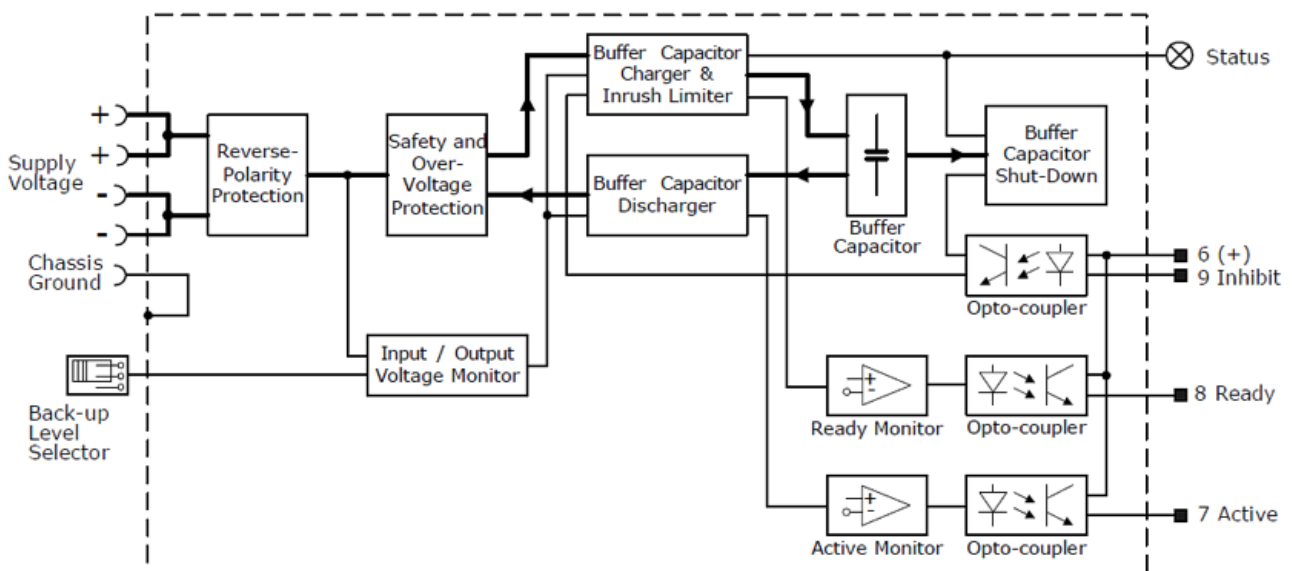 Buffer Capacitor
Charger &
Inrush Limiter
Status
+
+
-
-
Supply
Voltage
Reverse-
Polarity
Protection
Safety and
Over-
Voltage
Protection
Buffer Capacitor
Discharger
Buffer
Capacitor
Buffer
Capacitor
Shut-Down
Chassis
Ground
6 (+)
9 Inhibit
Opto-coupler
Input / Output
Voltage Monitor
Back-up
Level
Selector
+
-
Ready Monitor
Opto-coupler
8 Ready
+
-
Active Monitor
Opto-coupler
7 Active